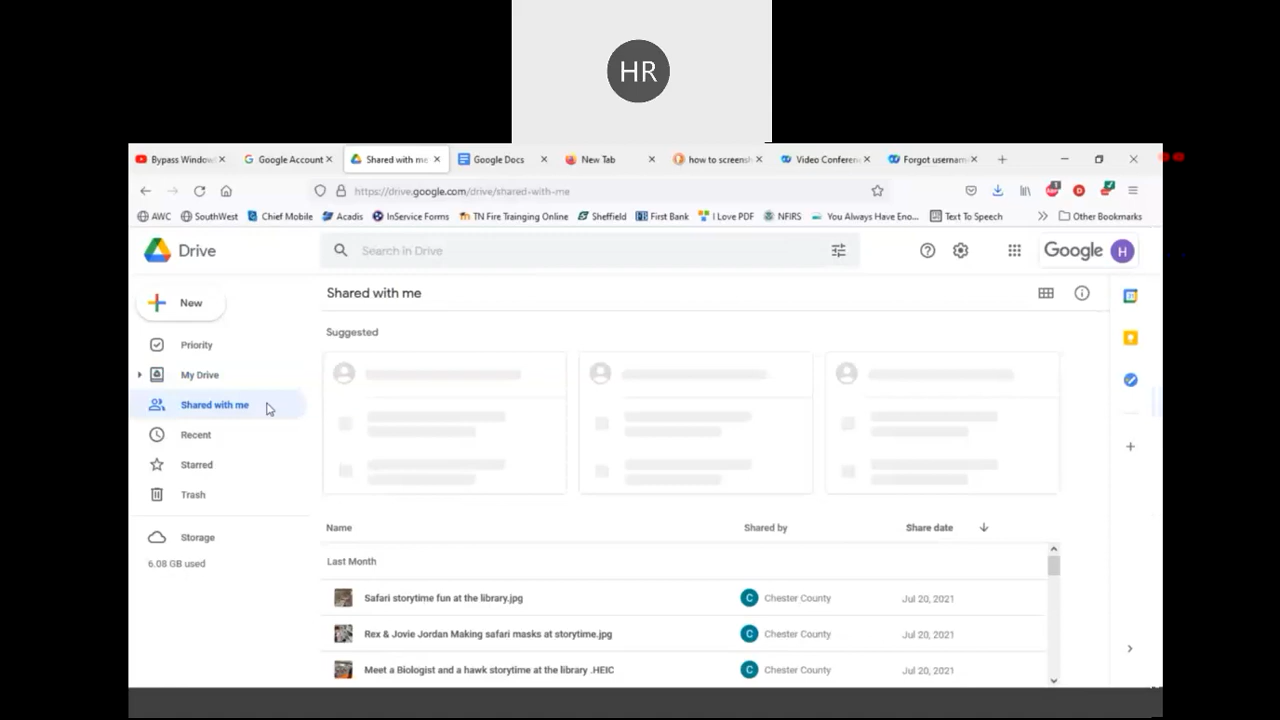 HR
Bypass Window
Google Account
Shared with me
Google Docs
New Tab
how to screensh
Video Conferen
Forgot usernam
https://drive.google.com/drive/shared-with-me
AWC
SouthWest
Chief Mobile
Acadis
InService Forms
TN Fire Trainging Online
Sheffield
First Bank
I Love PDF
NFIRS
You Always Have Eno...
Text To Speech
Other Bookmarks
Drive
Search in Drive
Google
H
New
Shared with me
Suggested
Priority
My Drive
Shared with me
Recent
Starred
Trash
Storage
6.08 GB used
Name Shared by Share date
Last Month
Safari storytime fun at the library.jpg C Chester County Jul 20, 2021
Rex & Jovie Jordan Making safari masks at storytime.jpg C Chester County Jul 20, 2021
Meet a Biologist and a hawk storytime at the library .HEIC C Chester County Jul 20, 2021